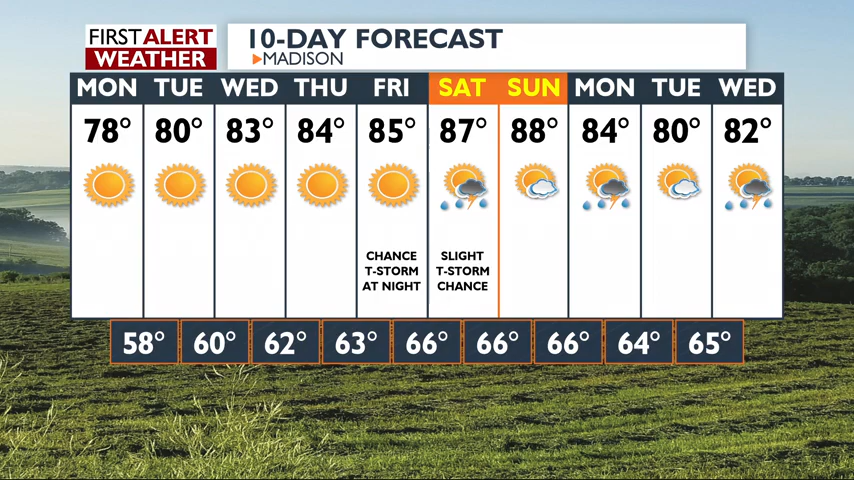 FIRST ALERT
WEATHER
10-DAY FORECAST
MADISON
MON TUE WED THU FRI SAT SUN MON TUE WED
78° 80° 83° 84° 85° 87° 88° 84° 80° 82°
CHANCE
T-STORM
AT NIGHT
SLIGHT
T-STORM
CHANCE
58° 60° 62° 63° 66° 66° 66° 64° 65°